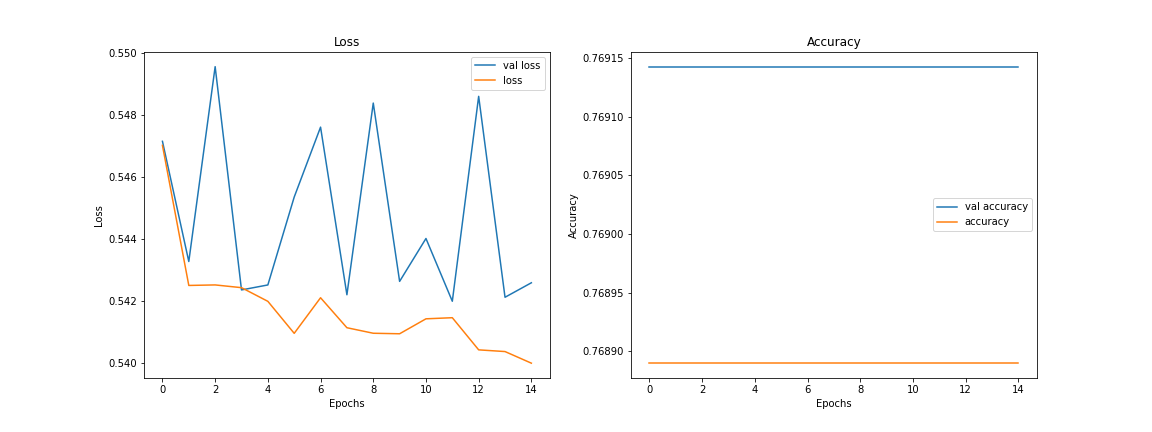 Loss
0.550
0.548
0.546
0.544
0.542
0.540
Loss
val loss
loss
0 2 4 6 8 10 12 14
Epochs
Accuracy
0.76915
0.76910
0.76905
0.76900
0.76895
0.76890
Accuracy
val accuracy
accuracy
0 2 4 6 8 10 12 14
Epochs